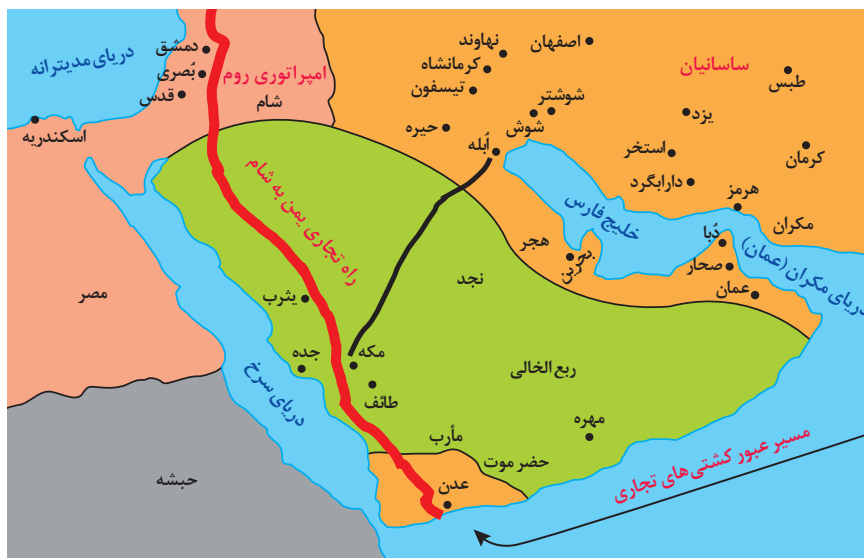 دریای مدیترانه
دمشق
بُصری
قدس
امپراتوری روم
شام
اسکندریه
نهاوند
اصفهان
کرمانشاه
تیسفون
ساسانیان
طبس
شوشتر
شوش
یزد
حیره
اُبله
استخر
کرمان
دارابگرد
هرمز
مکران
خلیج فارس
دُبا
دریای مکران (عمان)
هجر
بحرین
صحار
عمان
راه تجاری یمن به شام
نجد
مصر
یثرب
مکه
جده
طائف
ربع الخالی
دریای سرخ
مهره
مأرب
حضر موت
حبشه
عدن
مسیر عبور کشتی‌های تجاری